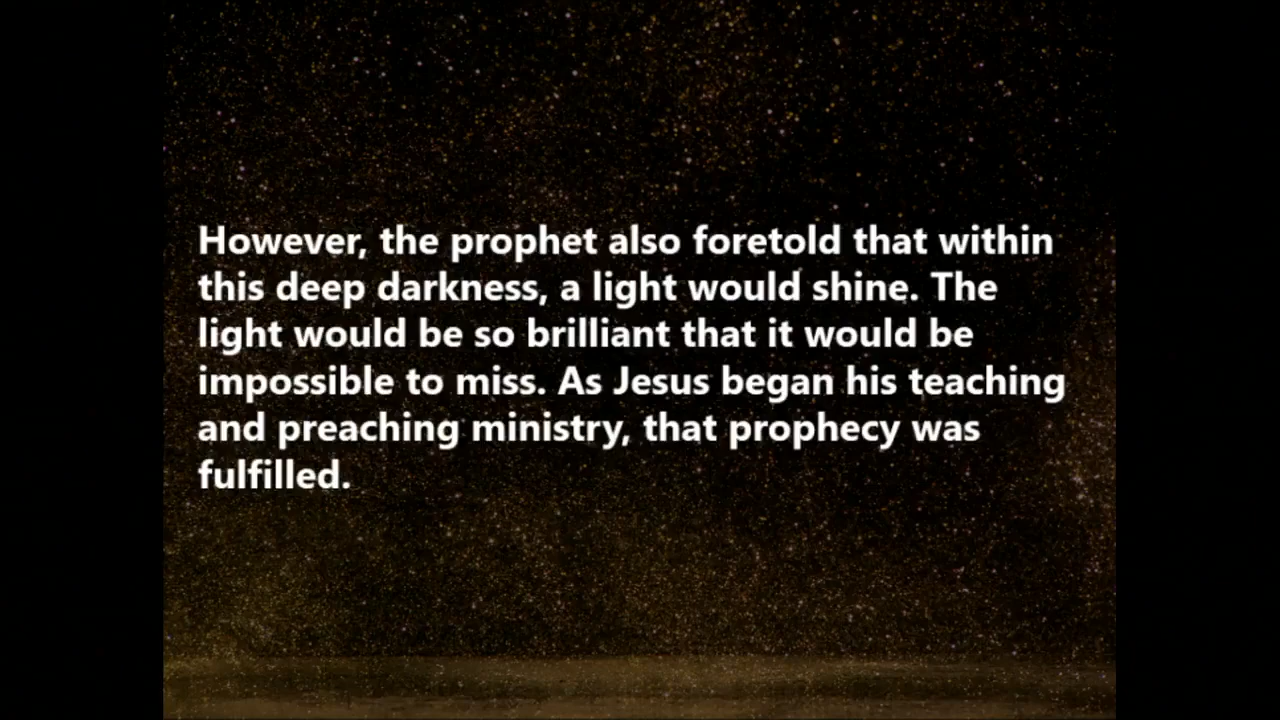 However, the prophet also foretold that within
this deep darkness, a light would shine. The
light would be so brilliant that it would be
impossible to miss. As Jesus began his teaching
and preaching ministry, that prophecy was
fulfilled.